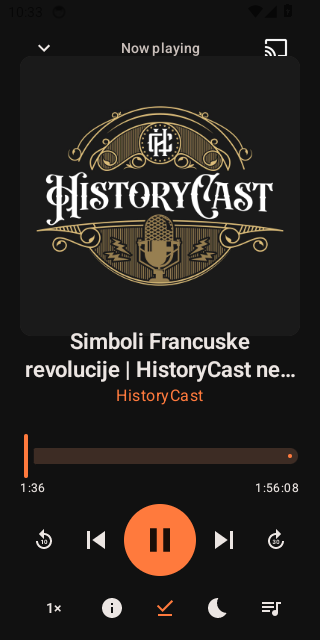 10:33
Now playing
HISTORYCAST
Simboli Francuske
revolucije | HistoryCast ne...
HistoryCast
1:36
1:56:08
10
30
1×